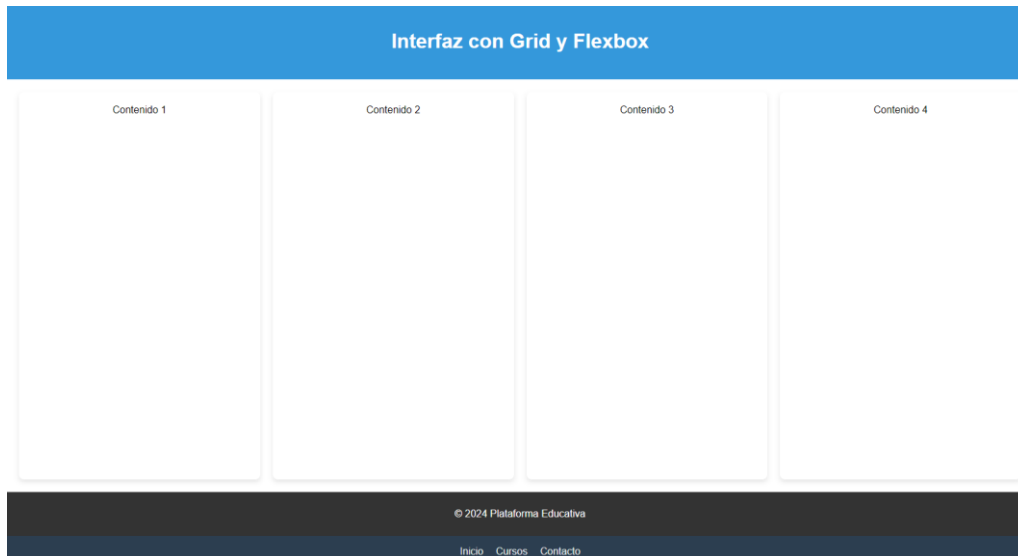 Interfaz con Grid y Flexbox
Contenido 1 Contenido 2 Contenido 3 Contenido 4
© 2024 Plataforma Educativa
Inicio Cursos Contacto